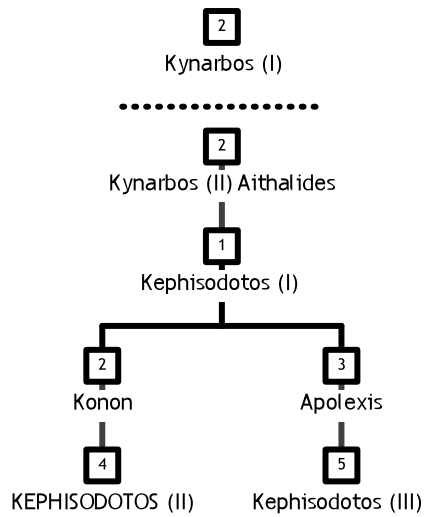 2
Kynarbos (I)
2
Kynarbos (II) Aithalides
1
Kephisodotos (I)
2 3
Konon Apolexis
4 5
KEPHISODOTOS (II) Kephisodotos (III)